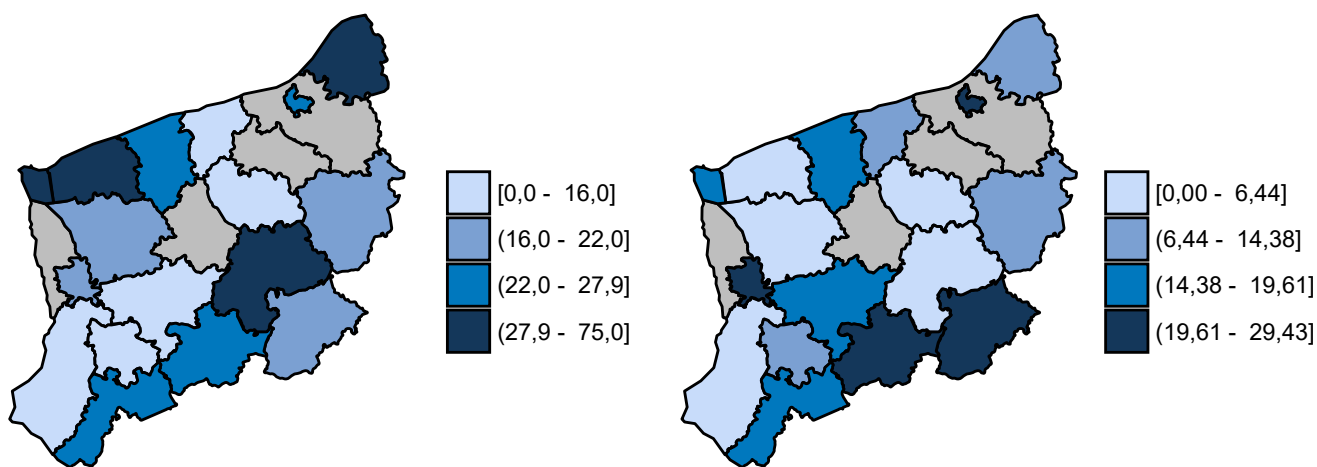 [0,0 - 16,0]
(16,0 - 22,0]
(22,0 - 27,9]
(27,9 - 75,0]
[0,00 - 6,44]
(6,44 - 14,38]
(14,38 - 19,61]
(19,61 - 29,43]